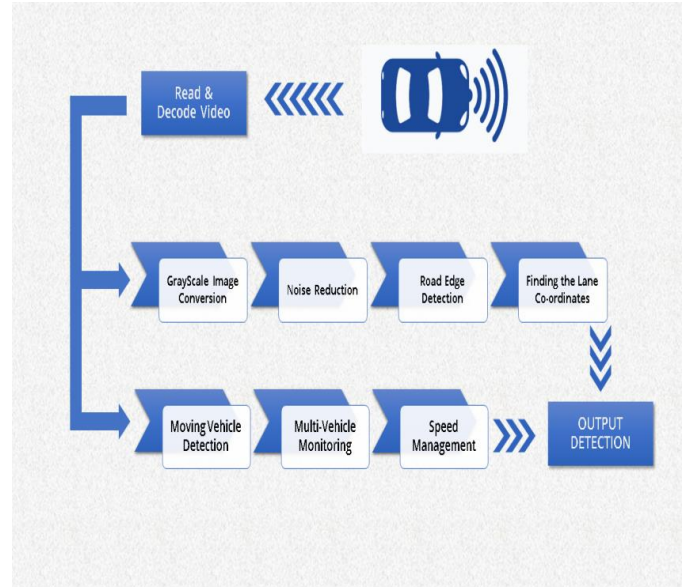 Read &
Decode Video
GrayScale Image
Conversion
Noise Reduction
Road Edge
Detection
Finding the Lane
Co-ordinates
Moving Vehicle
Detection
Multi-Vehicle
Monitoring
Speed
Management
OUTPUT
DETECTION